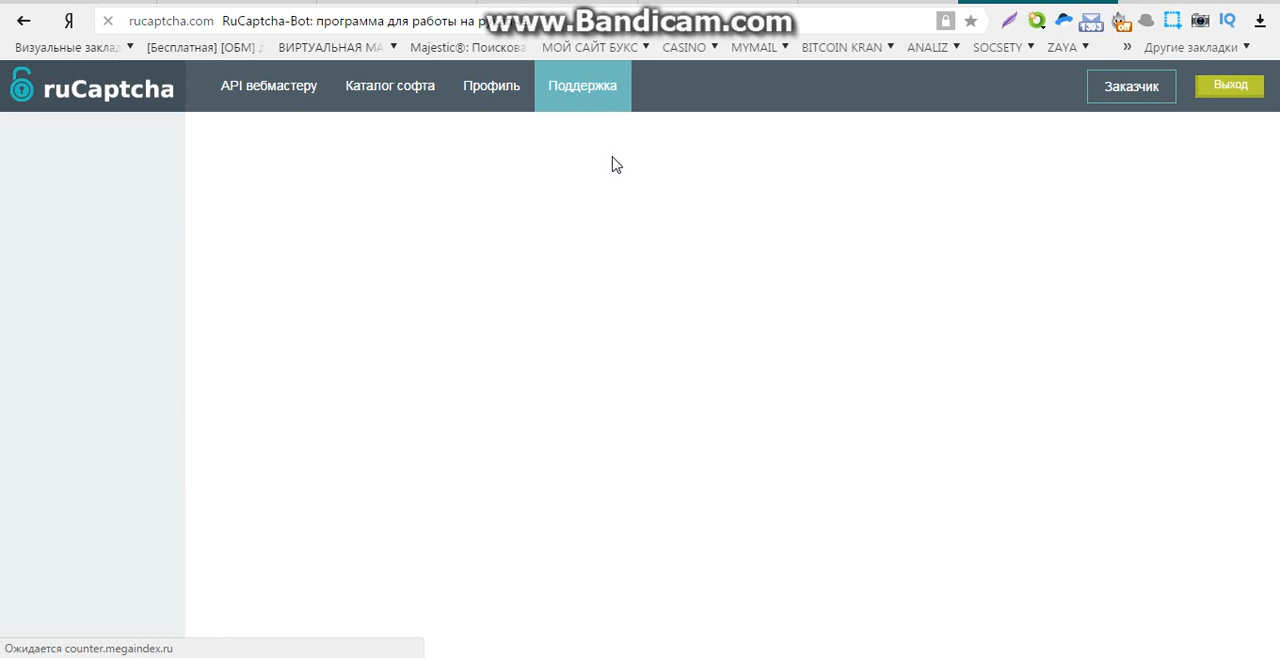 www.Bandicam.com
Я rucaptcha.com RuCaptcha-Bot: программа для работы на IQ
Визуальные заклад [Бесплатная] [ОБМ] ВИРТУАЛЬНАЯ МА Majestic®: Поискова МОЙ САЙТ БУКС CASINO MYMAIL BITCOIN KRAN ANALIZ SOCSETY ZAYA » Другие закладки
ruCaptcha API вебмастеру Каталог софта Профиль Поддержка Заказчик Выход
Ожидается counter.megaindex.ru